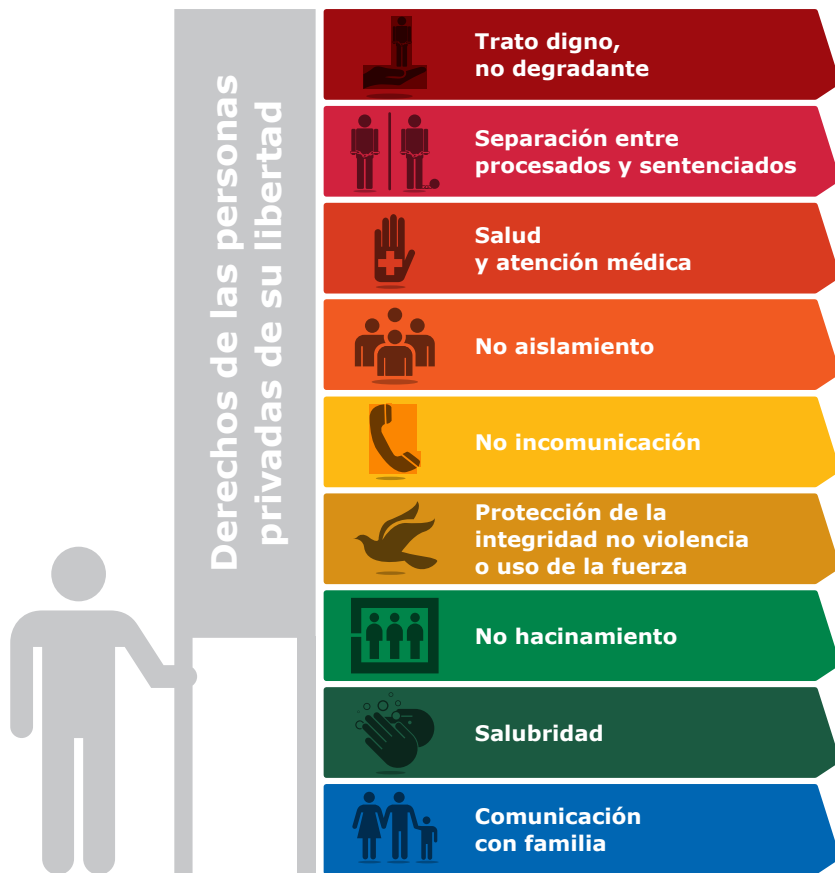 Derechos de las personas
privadas de su libertad
Trato digno,
no degradante
Separación entre
procesados y sentenciados
Salud
y atención médica
No aislamiento
No incomunicación
Protección de la
integridad no violencia
o uso de la fuerza
No hacinamiento
Salubridad
Comunicación
con familia